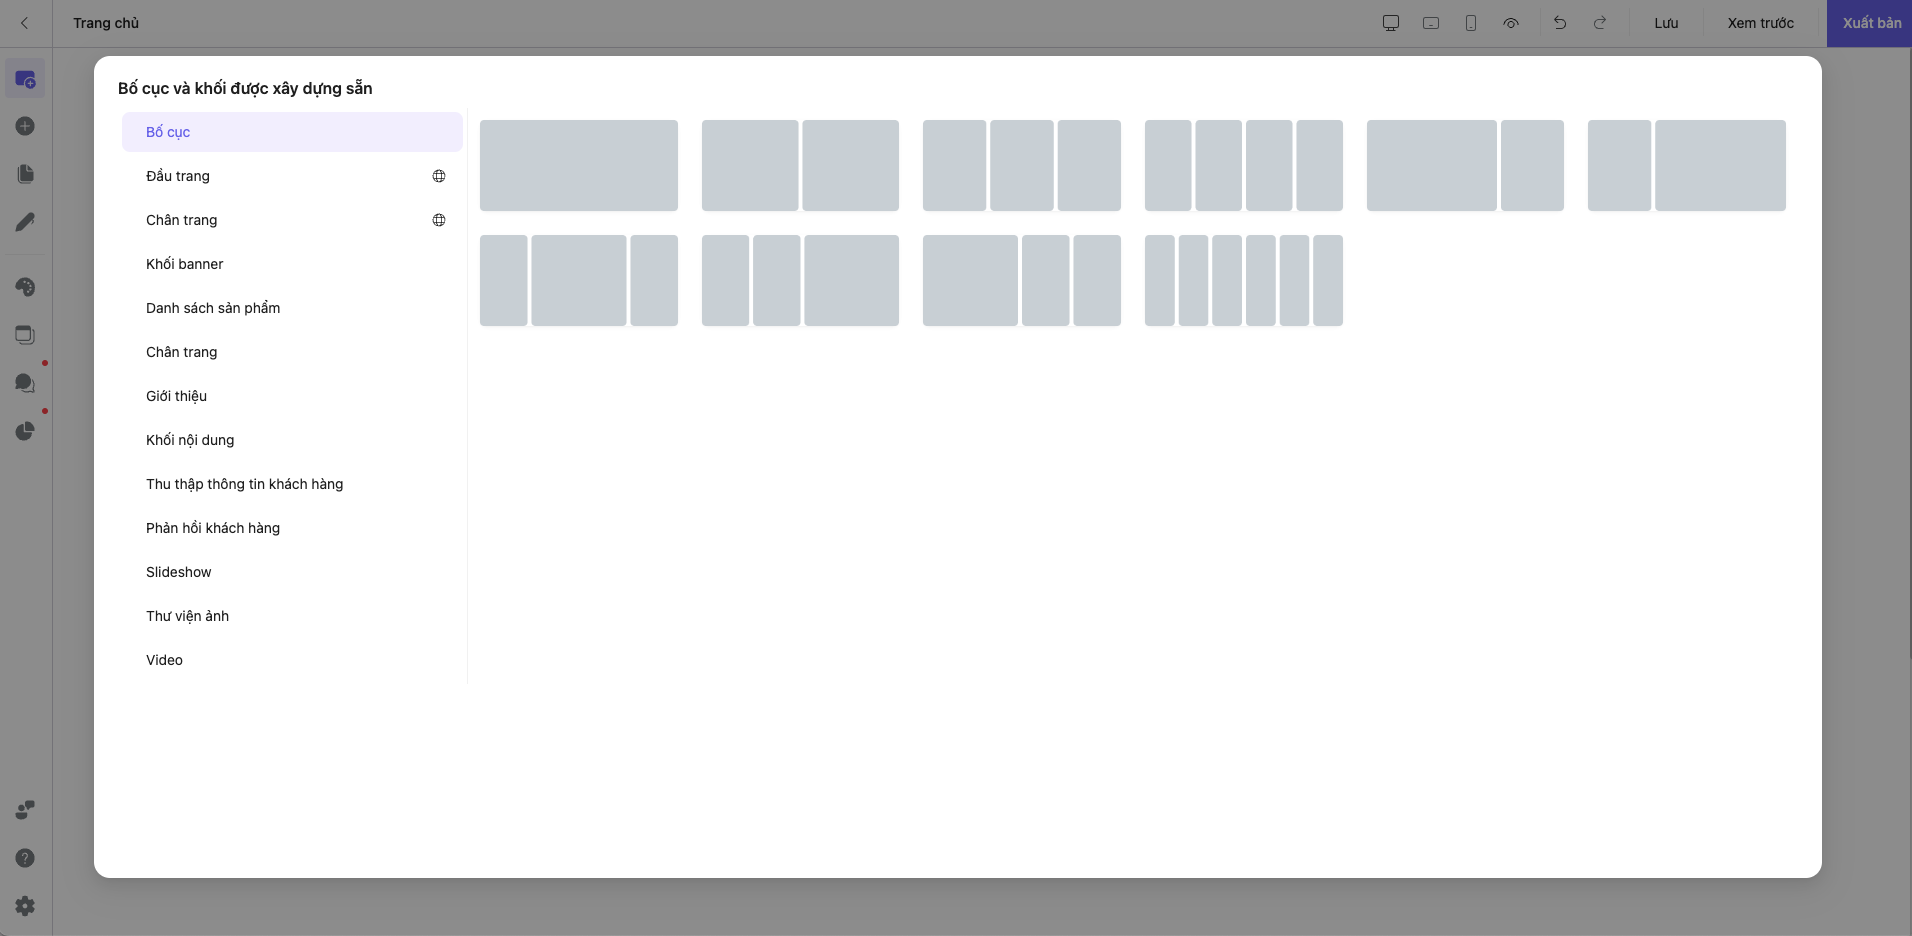 Trang chủ
Lưu
Xem trước
Xuất bản
Bố cục và khối được xây dựng sẵn
Bố cục
Đầu trang
Chân trang
Khối banner
Danh sách sản phẩm
Chân trang
Giới thiệu
Khối nội dung
Thu thập thông tin khách hàng
Phản hồi khách hàng
Slideshow
Thư viện ảnh
Video